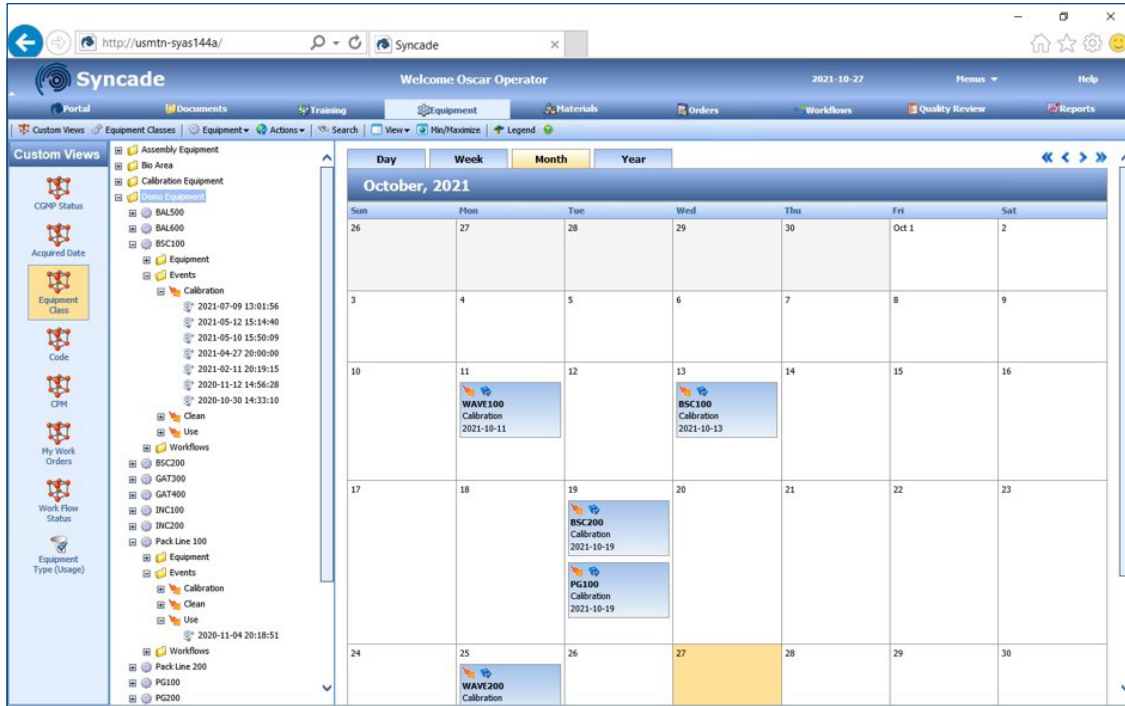 http://usmtn-syas144a/
Syncade
Syncade
Welcome Oscar Operator
2021-10-27
Menus
Help
Portal
Documents
Training
Equipment
Materials
Orders
Workflows
Quality Review
Reports
Custom Views
Equipment Classes
Equipment
Actions
Search
View
Min/Maximize
Legend
Custom Views
CGMP Status
Acquired Date
Equipment
Class
Code
CPM
My Work
Orders
Work Flow
Status
Equipment
Type (Usage)
Assembly Equipment
Bio Area
Calibration Equipment
Demo Equipment
BAL500
BAL600
BSC100
Equipment
Events
Calibration
2021-07-09 13:01:56
2021-05-12 15:14:40
2021-05-10 15:50:09
2021-04-27 20:00:00
2021-02-11 20:19:15
2020-11-12 14:56:28
2020-10-30 14:33:10
Clean
Use
Workflows
BSC200
GAT300
GAT400
INC100
INC200
Pack Line 100
Equipment
Events
Calibration
Clean
Use
2020-11-04 20:18:51
Workflows
Pack Line 200
PG100
PG200
Day Week Month Year
October, 2021
Sun Mon Tue Wed Thu Fri Sat
26 27 28 29 30 Oct 1 2
3 4 5 6 7 8 9
10 11 12 13 14 15 16
WAVE100
Calibration
2021-10-11
BSC100
Calibration
2021-10-13
17 18 19 20 21 22 23
BSC200
Calibration
2021-10-19
PG100
Calibration
2021-10-19
24 25 26 27 28 29 30
WAVE200
Calibration